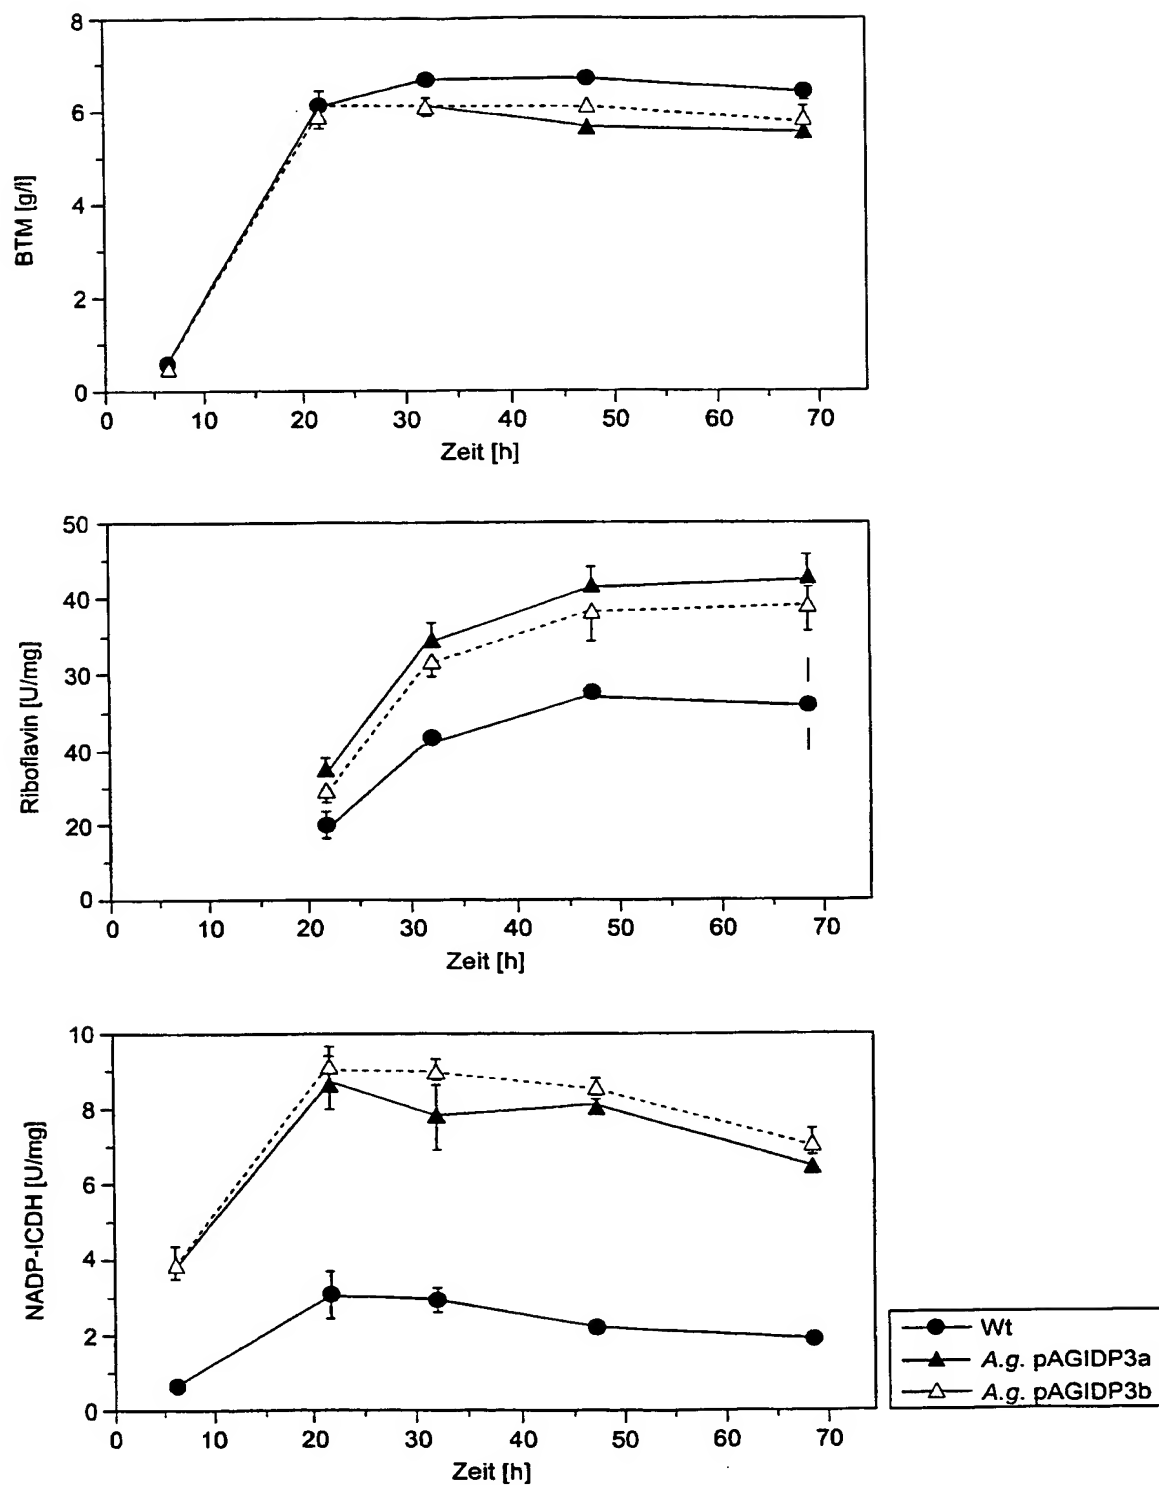 8
6
4
2
0
BTM [g/l]
0 10 20 30 40 50 60 70
Zeit [h]
50
40
30
40
20
0
Riboflavin [U/mg]
0 10 20 30 40 50 60 70
Zeit [h]
10
8
6
4
2
0
NADP-ICDH [U/mg]
0 10 20 30 40 50 60 70
Zeit [h]
Wt
A.g. pAGIDP3a
A.g. pAGIDP3b